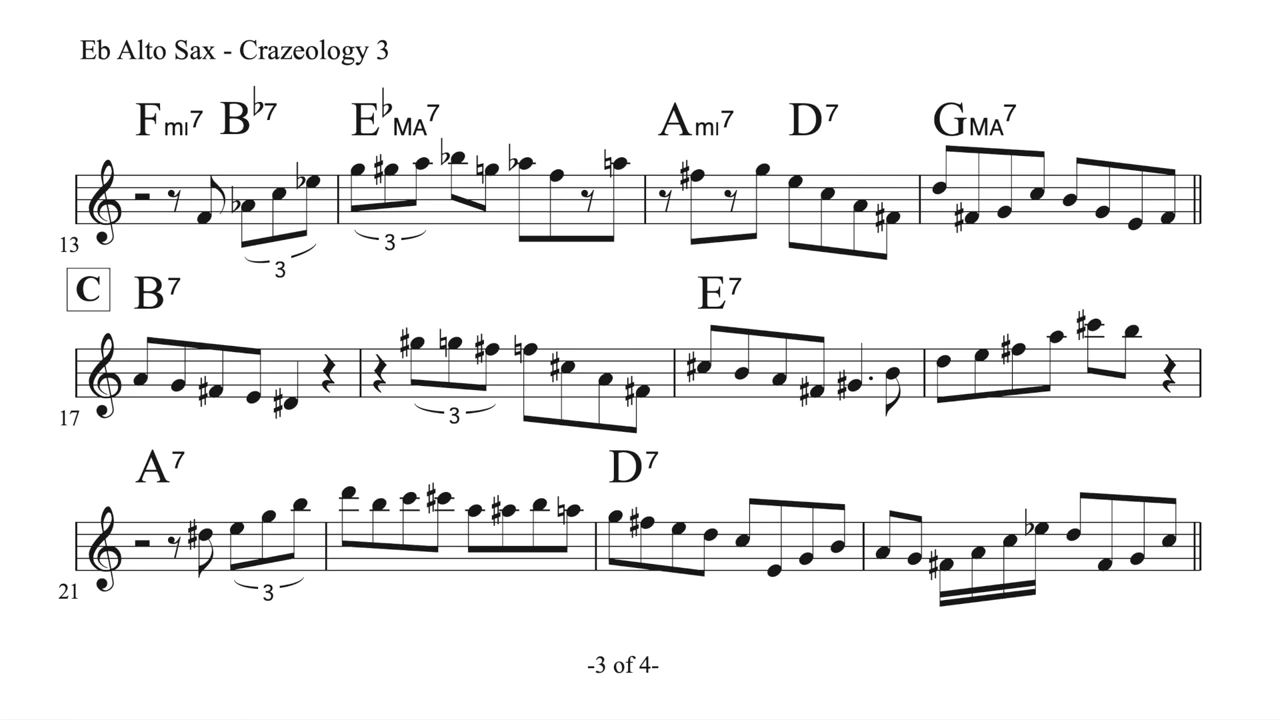 Eb Alto Sax - Crazeology 3
Fmi7 B♭7 E♭MA7 Ami7 D7 GMA7
3 3
13
C B7 E7
3
17
A7 D7
3
21
-3 of 4-